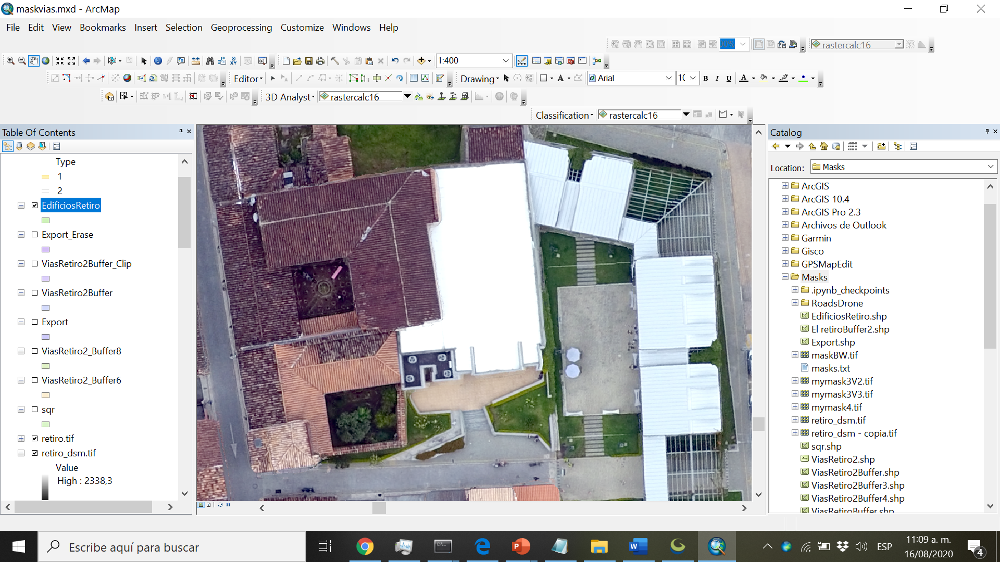 maskvias.mxd - ArcMap
File Edit View Bookmarks Insert Selection Geoprocessing Customize Windows Help
rastercalc16
1:400
Editor Drawing Arial B I U A
3D Analyst rastercalc16
Classification rastercalc16
Table Of Contents
Type
1
2
EdificiosRetiro
Export_Erase
ViasRetiro2Buffer_Clip
ViasRetiro2Buffer
Export
ViasRetiro2_Buffer8
ViasRetiro2_Buffer6
sqr
retiro.tif
retiro_dsm.tif
Value
High : 2338,3
Catalog
Location: Masks
ArcGIS
ArcGIS 10.4
ArcGIS Pro 2.3
Archivos de Outlook
Garmin
Gisco
GPSMapEdit
Masks
.ipynb_checkpoints
RoadsDrone
EdificiosRetiro.shp
El retiroBuffer2.shp
Export.shp
maskBW.tif
masks.txt
mymask3V2.tif
mymask3V3.tif
mymask4.tif
retiro_dsm.tif
retiro_dsm - copia.tif
sqr.shp
ViasRetiro2.shp
ViasRetiro2Buffer.shp
ViasRetiro2Buffer3.shp
ViasRetiro2Buffer4.shp
ViasRetiroBuffer.shp
Escribe aquí para buscar
ESP
11:09 a. m.
16/08/2020
4